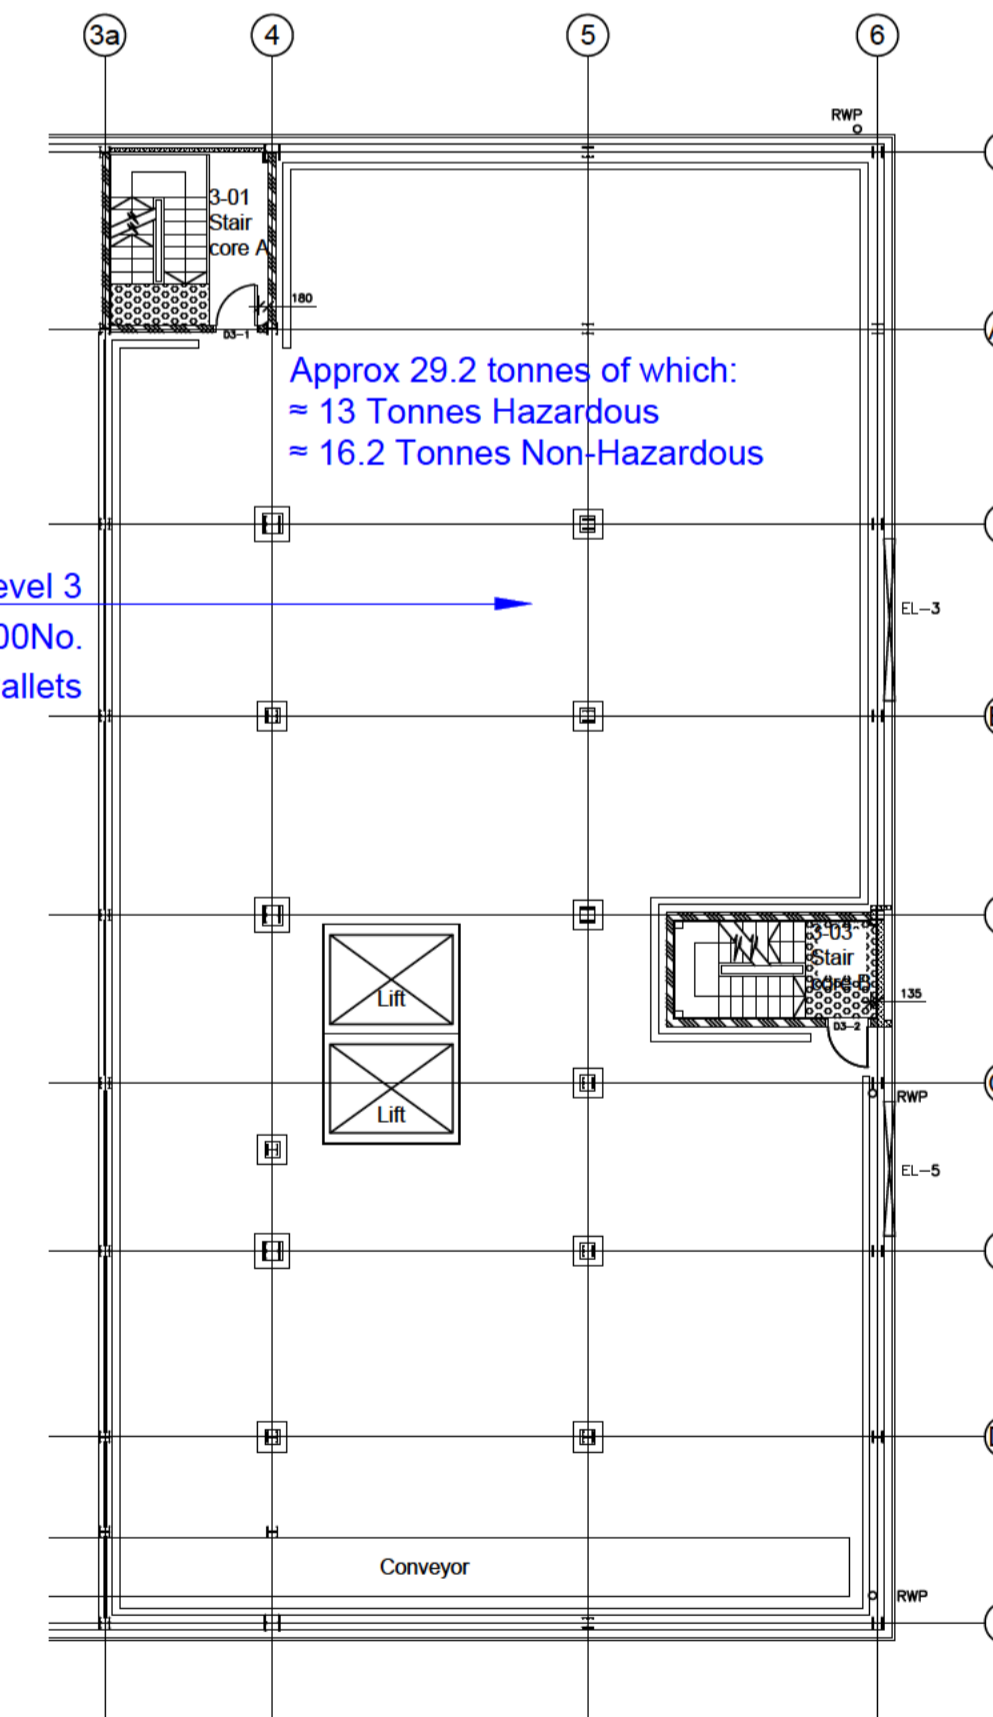 3a
4
5
6
RWP
3-01
Stair
core A
180
D3-1
Approx 29.2 tonnes of which:
≈ 13 Tonnes Hazardous
≈ 16.2 Tonnes Non-Hazardous
evel 3
00No.
allets
EL-3
Lift
3-03
Stair
135
D3-2
Lift
RWP
EL-5
Conveyor
RWP